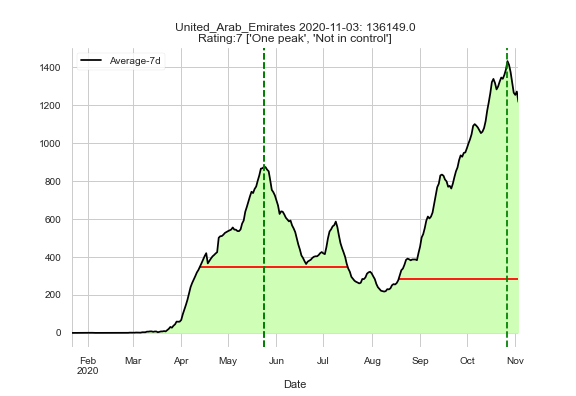 United_Arab_Emirates 2020-11-03: 136149.0
Rating:7 ['One peak', 'Not in control']
Average-7d
1400
1200
1000
800
600
400
200
0
Feb Mar Apr May Jun Jul Aug Sep Oct Nov
2020
Date